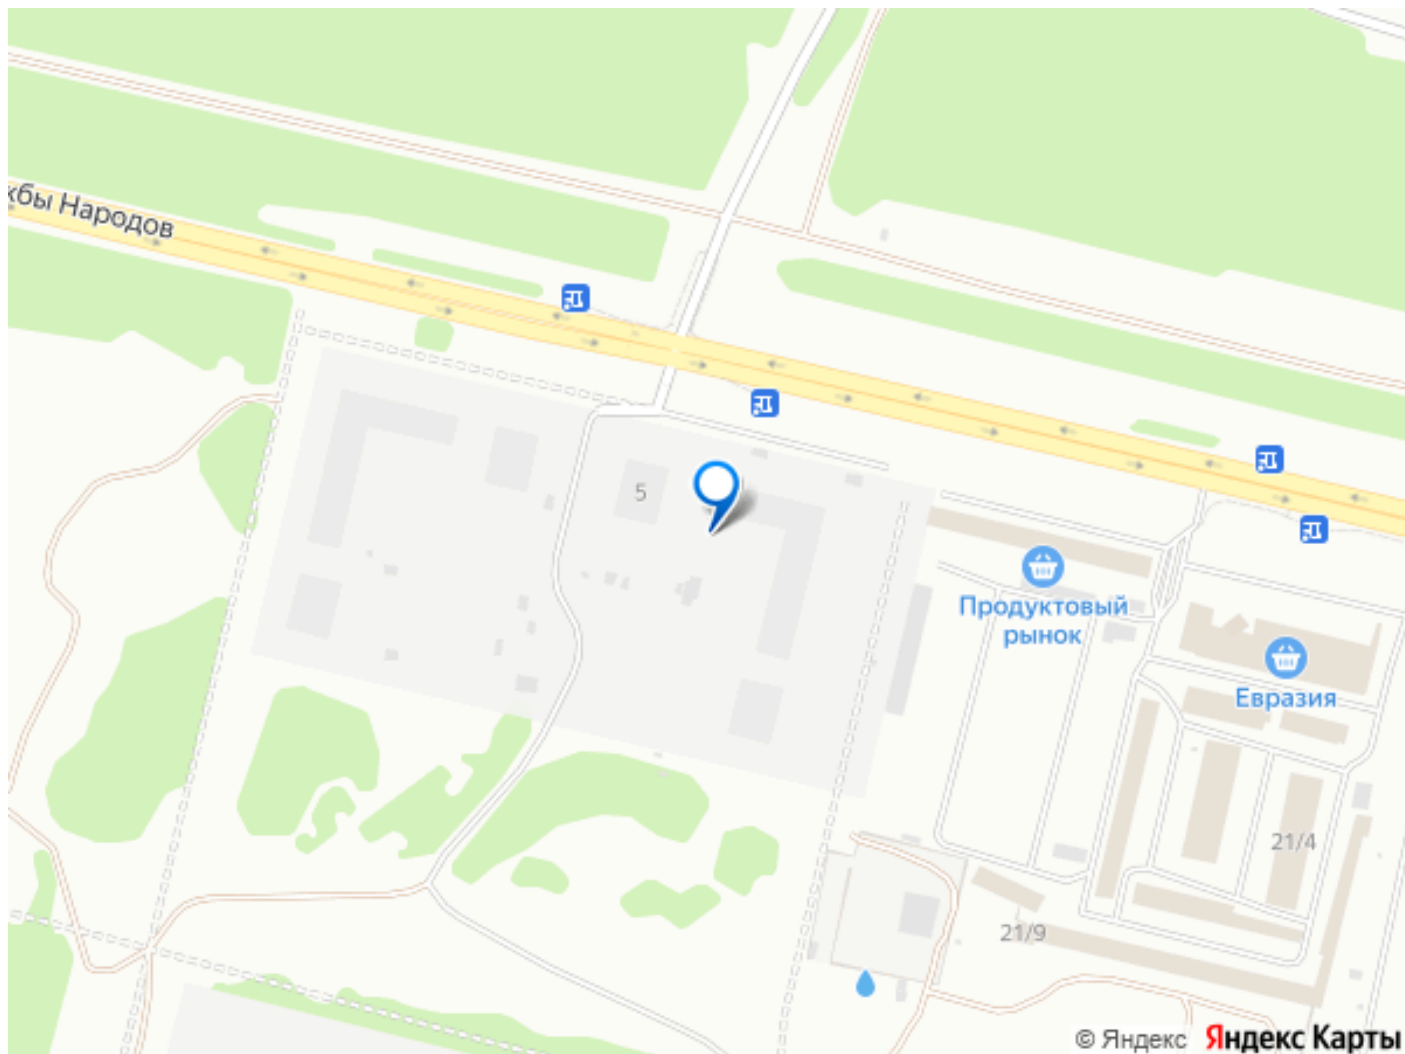 жбы Народов
5
Продуктовый
рынок
Евразия
21/4
21/9
© Яндекс Яндекс Карты